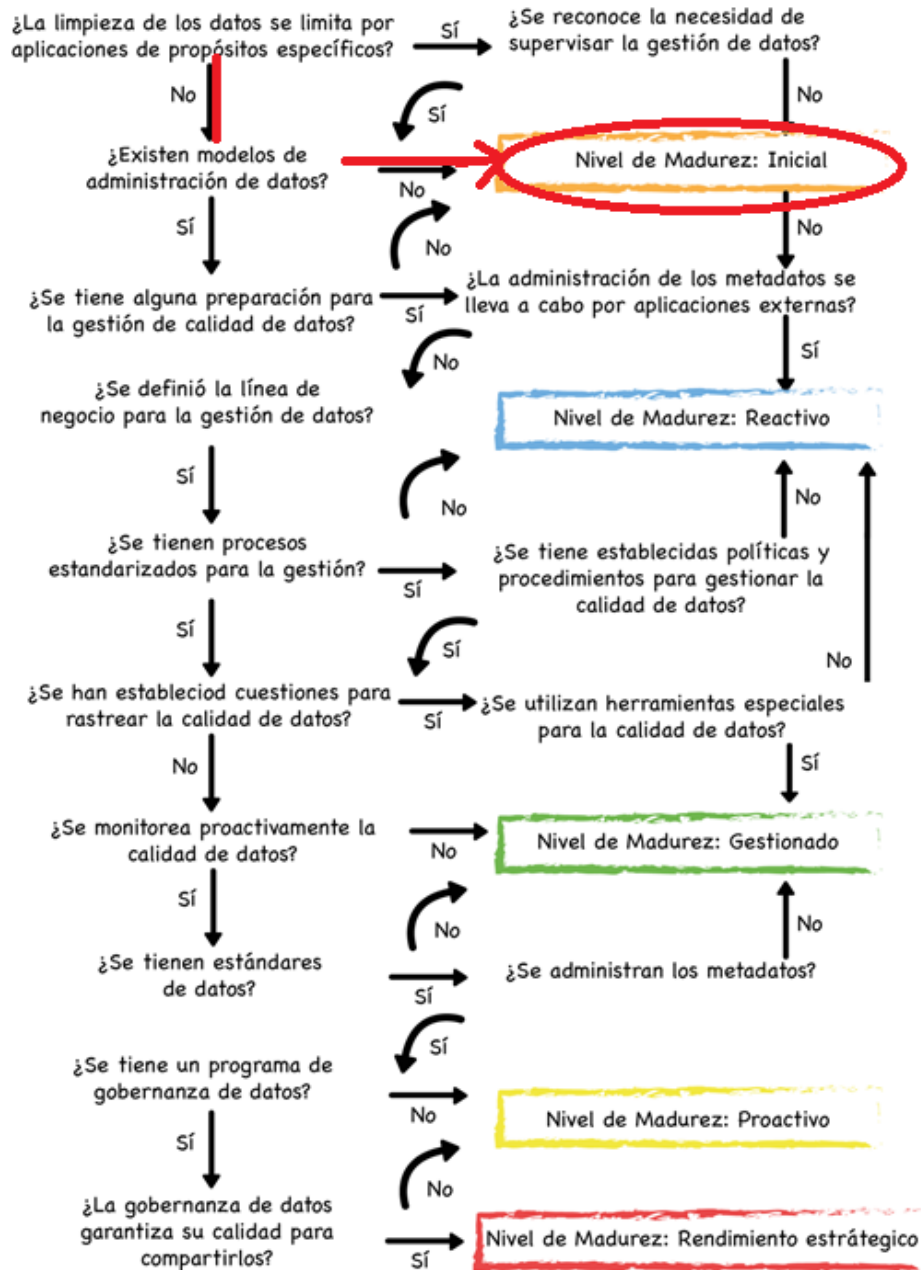 ¿La limpieza de los datos se limita por
aplicaciones de propósitos específicos?
Sí
¿Se reconoce la necesidad de
supervisar la gestión de datos?
No
Sí
No
¿Existen modelos de
administración de datos?
No
Nivel de Madurez: Inicial
Sí
No
No
¿Se tiene alguna preparación para
la gestión de calidad de datos?
Sí
¿La administración de los metadatos se
lleva a cabo por aplicaciones externas?
No
Sí
¿Se definió la línea de
negocio para la gestión de datos?
Nivel de Madurez: Reactivo
Sí
No
No
¿Se tienen procesos
estandarizados para la gestión?
Sí
¿Se tiene establecidas políticas y
procedimientos para gestionar la
calidad de datos?
Sí
Sí
No
¿Se han estableciod cuestiones para
rastrear la calidad de datos?
Sí
¿Se utilizan herramientas especiales
para la calidad de datos?
No
Sí
¿Se monitorea proactivamente la
calidad de datos?
No
Nivel de Madurez: Gestionado
Sí
No
No
¿Se tienen estándares
de datos?
Sí
¿Se administran los metadatos?
Sí
¿Se tiene un programa de
gobernanza de datos?
No
Nivel de Madurez: Proactivo
Sí
No
¿La gobernanza de datos
garantiza su calidad para
compartirlos?
Sí
Nivel de Madurez: Rendimiento estrátegico